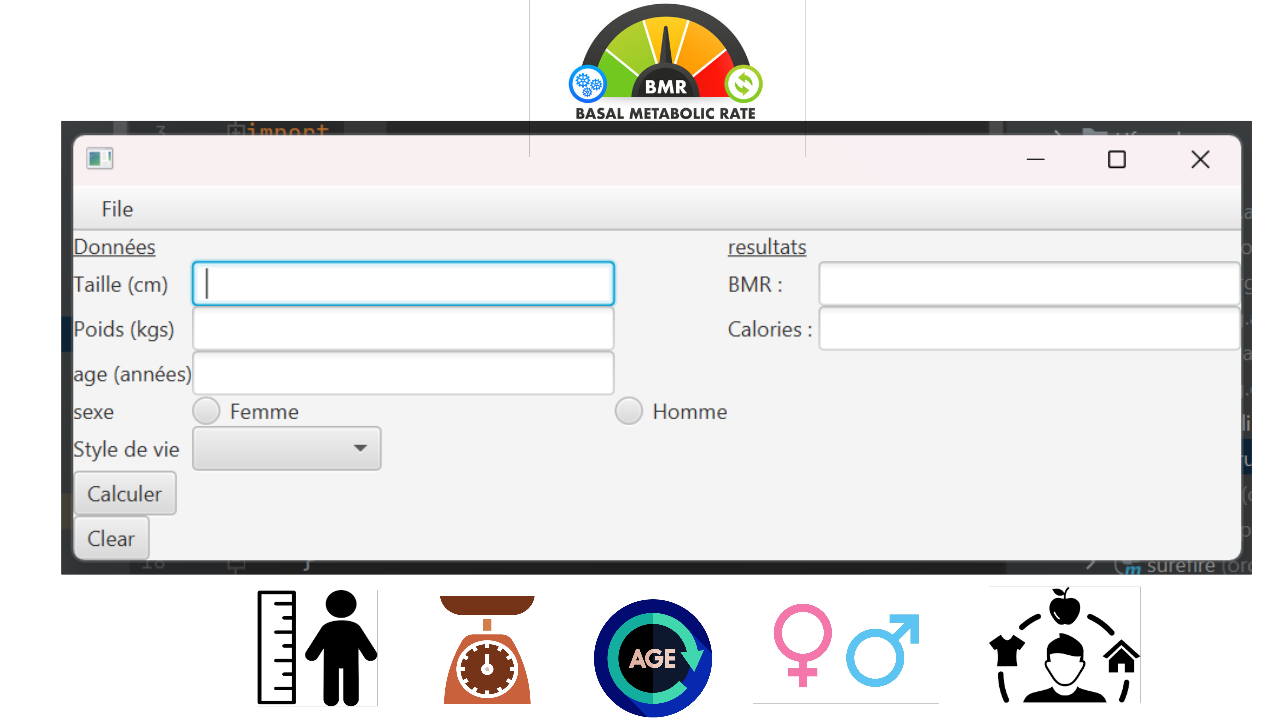 BMR
BASAL METABOLIC RATE
3 import
File
Données
resultats
Taille (cm)
BMR :
Poids (kgs)
Calories :
age (années)
sexe
Femme
Homme
Style de vie
Calculer
Clear
18 }
surefire (orc
AGE